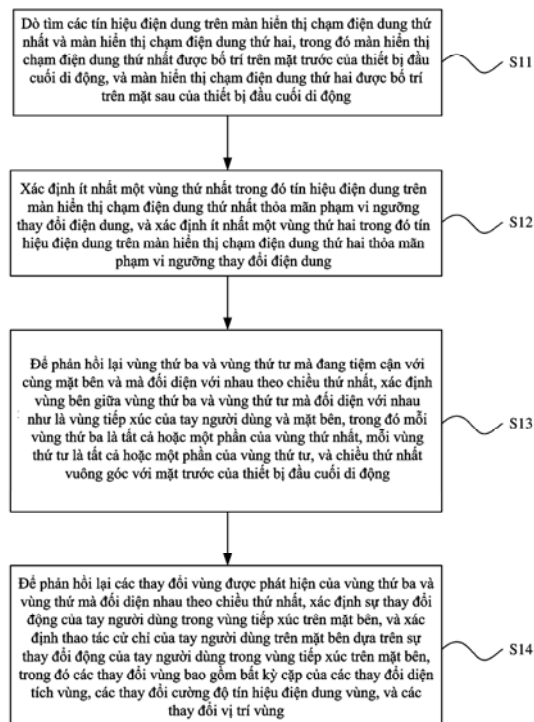 Dò tìm các tín hiệu điện dung trên màn hiển thị chạm điện dung thứ
nhất và màn hiển thị chạm điện dung thứ hai, trong đó màn hiển thị
chạm điện dung thứ nhất được bố trí trên mặt trước của thiết bị đầu
cuối di động, và màn hiển thị chạm điện dung thứ hai được bố trí
trên mặt sau của thiết bị đầu cuối di động
S11
Xác định ít nhất một vùng thứ nhất trong đó tín hiệu điện dung trên
màn hiển thị chạm điện dung thứ nhất thỏa mãn phạm vi ngưỡng
thay đổi điện dung, và xác định ít nhất một vùng thứ hai trong đó tín
hiệu điện dung trên màn hiển thị chạm điện dung thứ hai thỏa mãn
phạm vi ngưỡng thay đổi điện dung
S12
Để phản hồi lại vùng thứ ba và vùng thứ tư mà đang tiệm cận với
cùng mặt bên và mà đối diện với nhau theo chiều thứ nhất, xác định
vùng bên giữa vùng thứ ba và vùng thứ tư mà đối diện với nhau
như là vùng tiếp xúc của tay người dùng và mặt bên, trong đó mỗi
vùng thứ ba là tất cả hoặc một phần của vùng thứ nhất, mỗi vùng
thứ tư là tất cả hoặc một phần của vùng thứ tư, và chiều thứ nhất
vuông góc với mặt trước của thiết bị đầu cuối di động
S13
Để phản hồi lại các thay đổi vùng được phát hiện của vùng thứ ba và
vùng thứ mà đối diện nhau theo chiều thứ nhất, xác định sự thay đổi
động của tay người dùng trong vùng tiếp xúc trên mặt bên, và xác
định thao tác cử chỉ của tay người dùng trên mặt bên dựa trên sự
thay đổi động của tay người dùng trong vùng tiếp xúc trên mặt bên,
trong đó các thay đổi vùng bao gồm bất kỳ cặp của các thay đổi diện
tích vùng, các thay đổi cường độ tín hiệu điện dung vùng, và các
thay đổi vị trí vùng
S14